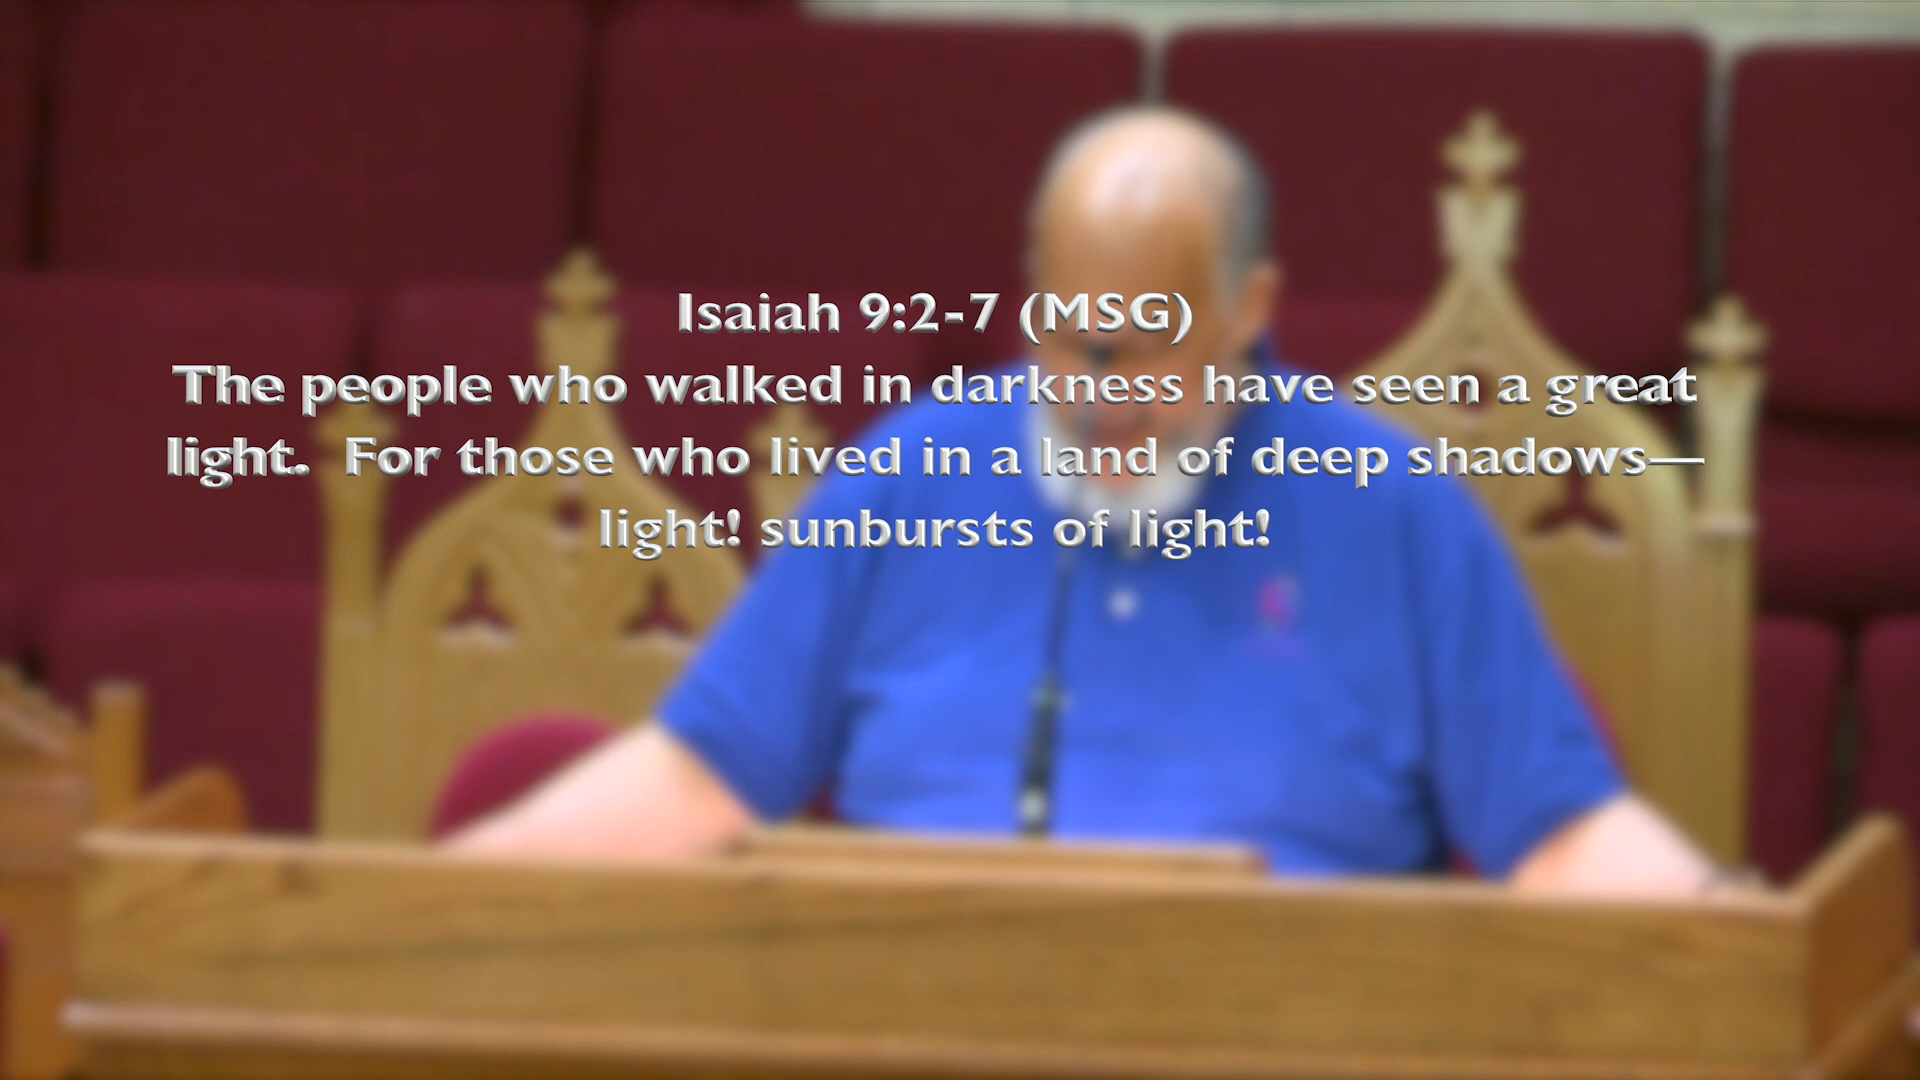 Isaiah 9:2-7 (MSG)
The people who walked in darkness have seen a great
light.  For those who lived in a land of deep shadows—
light! sunbursts of light!